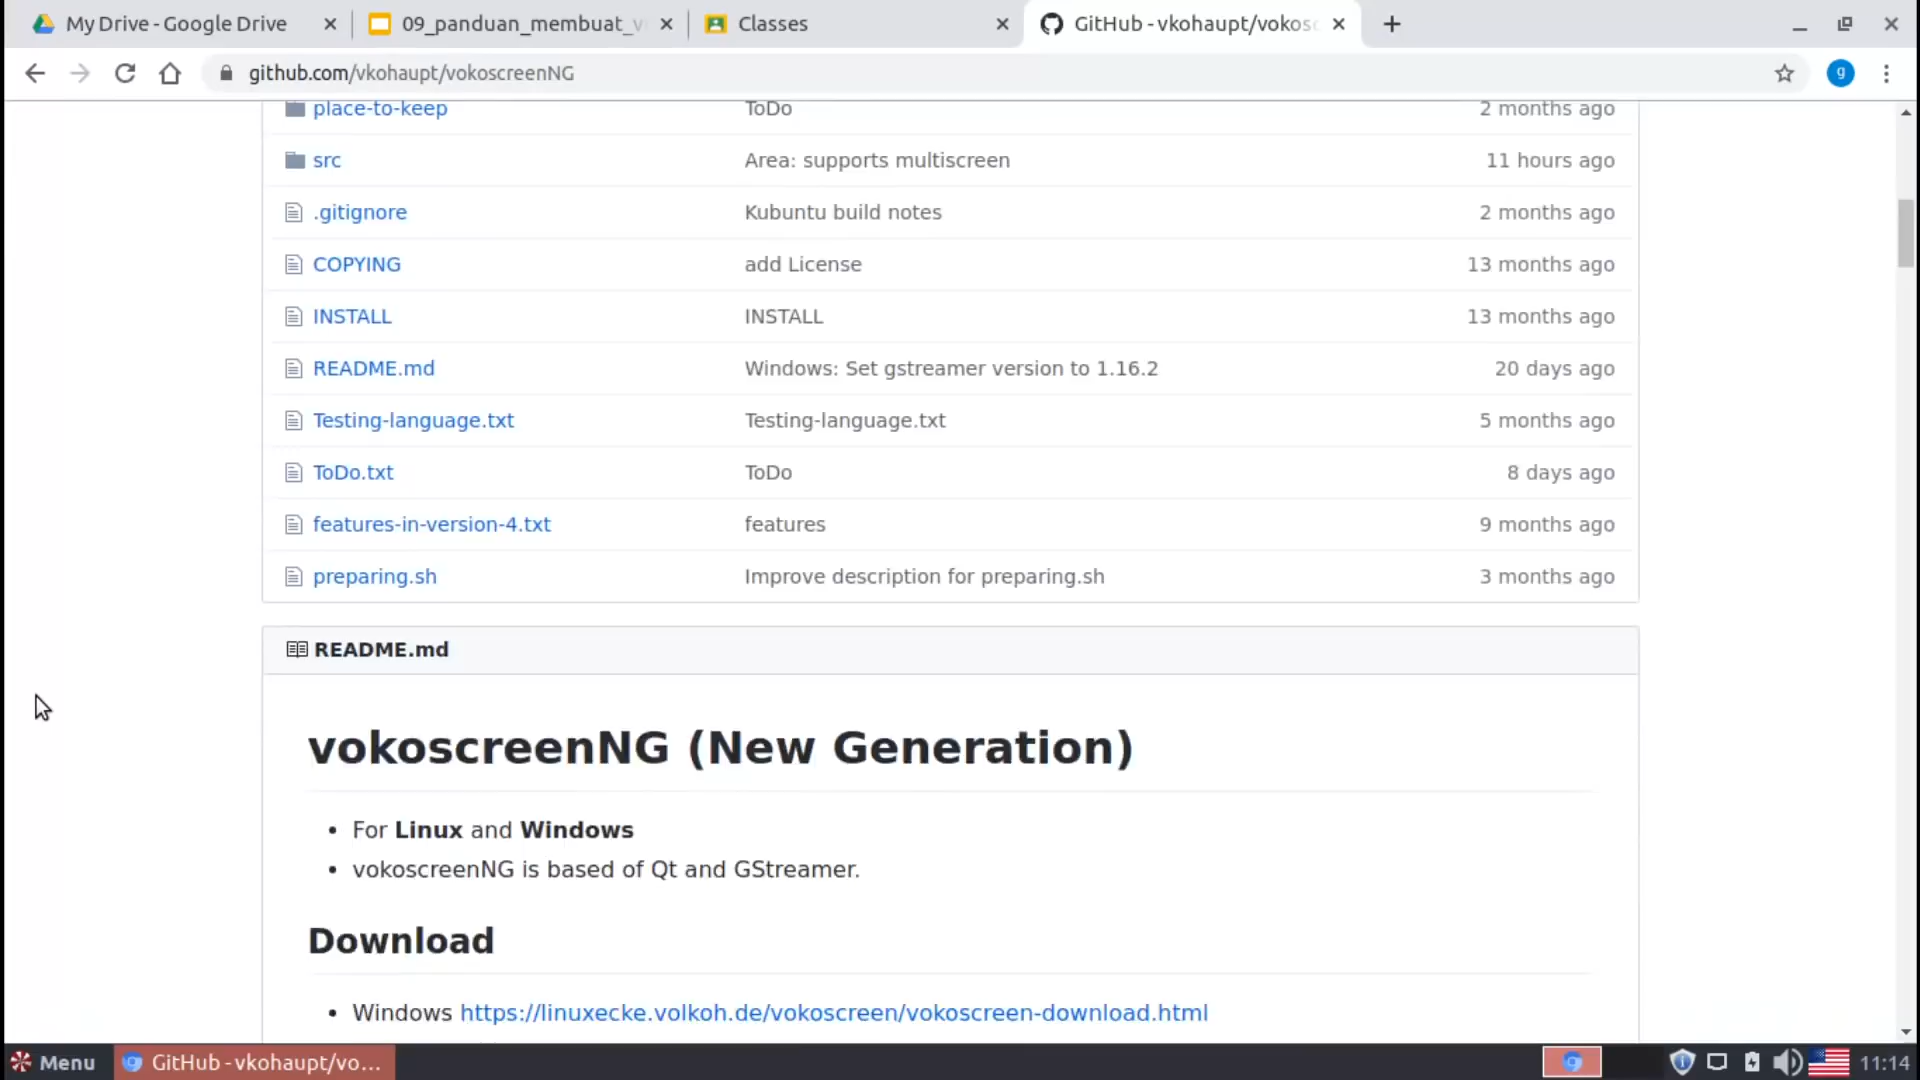 My Drive - Google Drive
09_panduan_membuat_v
Classes
GitHub - vkohaupt/vokosc
github.com/vkohaupt/vokoscreenNG
g
place-to-keep ToDo 2 months ago
src Area: supports multiscreen 11 hours ago
.gitignore Kubuntu build notes 2 months ago
COPYING add License 13 months ago
INSTALL INSTALL 13 months ago
README.md Windows: Set gstreamer version to 1.16.2 20 days ago
Testing-language.txt Testing-language.txt 5 months ago
ToDo.txt ToDo 8 days ago
features-in-version-4.txt features 9 months ago
preparing.sh Improve description for preparing.sh 3 months ago
README.md
vokoscreenNG (New Generation)
• For Linux and Windows
• vokoscreenNG is based of Qt and GStreamer.
Download
• Windows https://linuxecke.volkoh.de/vokoscreen/vokoscreen-download.html
Menu GitHub - vkohaupt/vo... 11:14